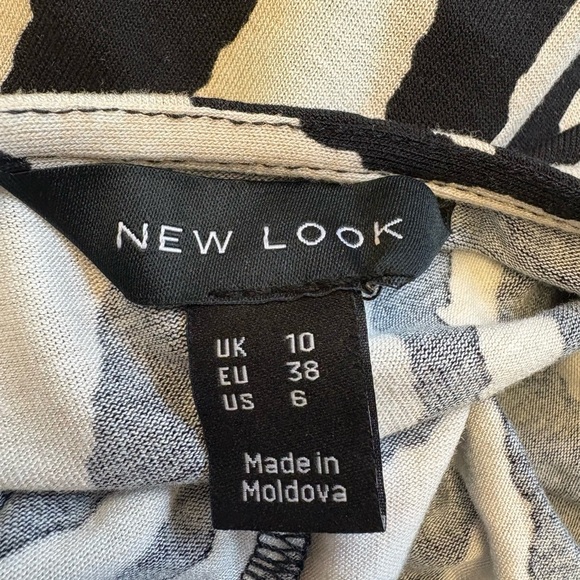 NEW LOOK
UK 10
EU 38
US 6
Made in
Moldova